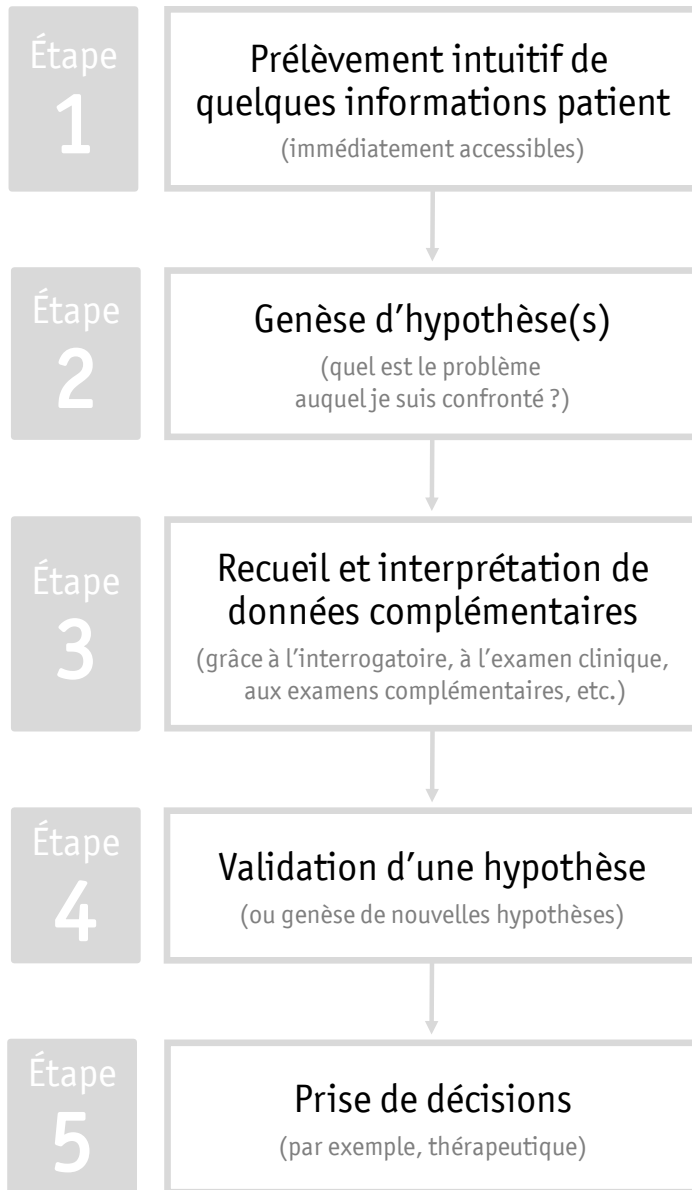 Étape
1
Prélèvement intuitif de
quelques informations patient
(immédiatement accessibles)
Étape
2
Genèse d’hypothèse(s)
(quel est le problème
auquel je suis confronté ?)
Étape
3
Recueil et interprétation de
données complémentaires
(grâce à l’interrogatoire, à l’examen clinique,
aux examens complémentaires, etc.)
Étape
4
Validation d’une hypothèse
(ou genèse de nouvelles hypothèses)
Étape
5
Prise de décisions
(par exemple, thérapeutique)